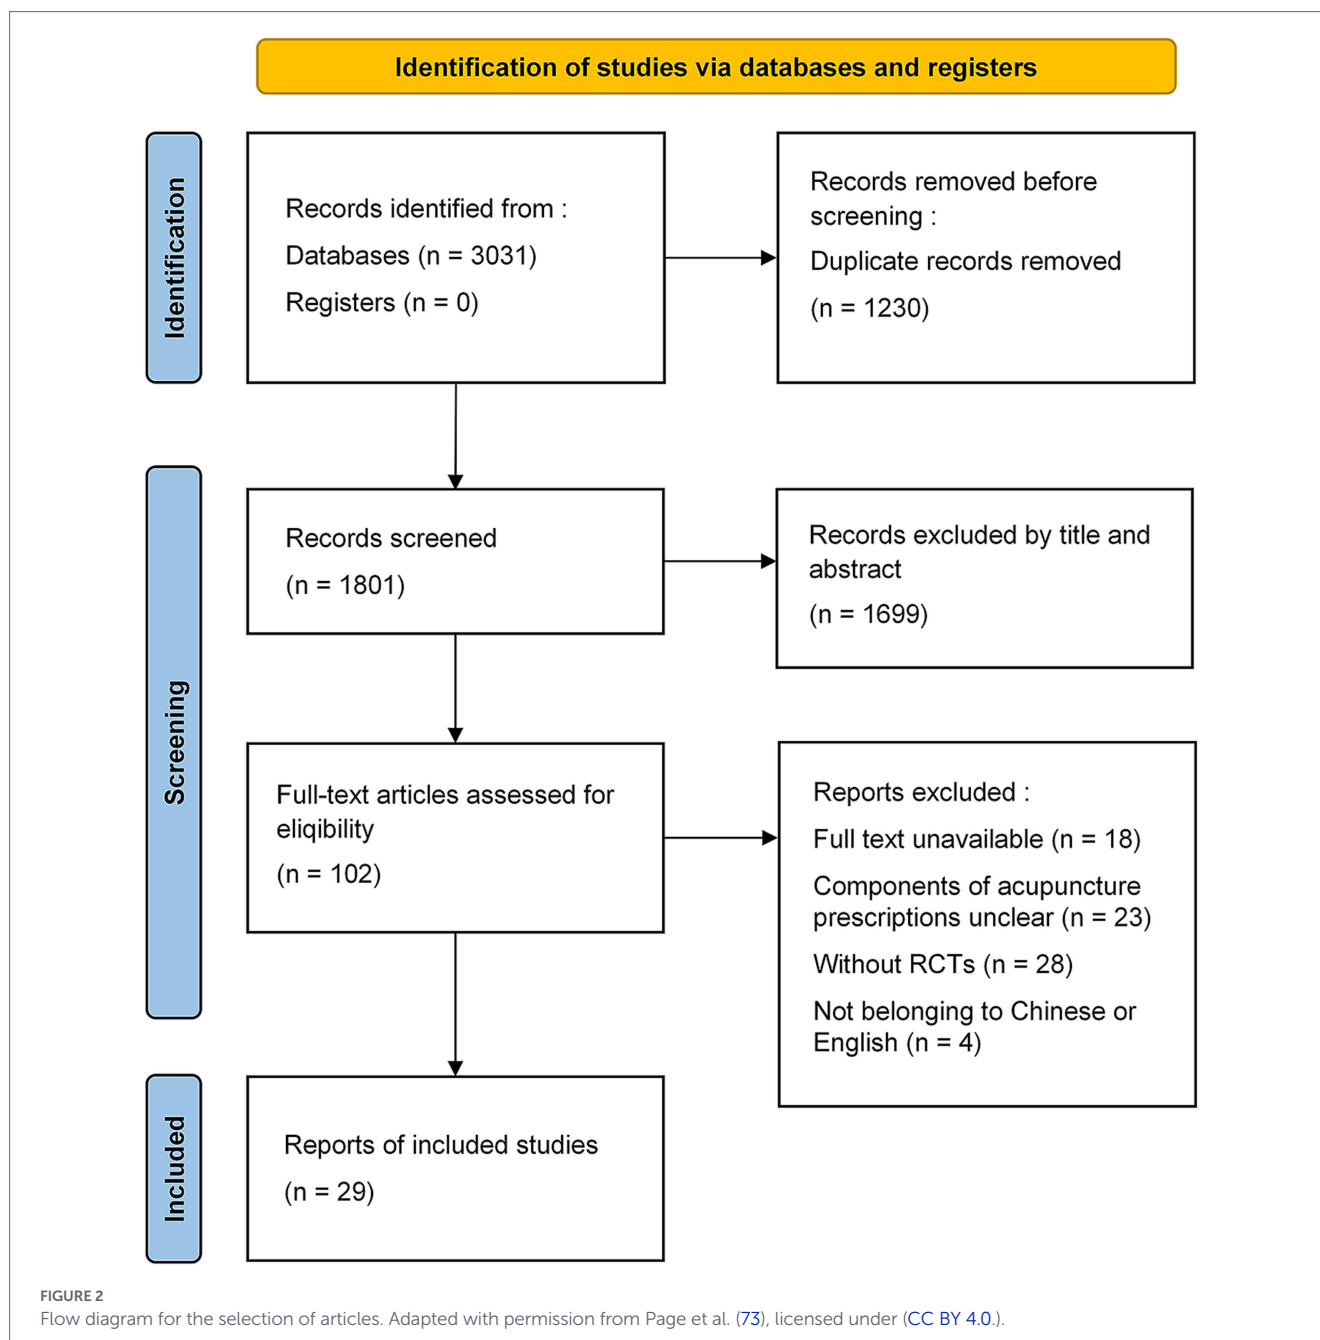 Identification of studies via databases and registers
Identification
Records identified from :
Databases (n = 3031)
Registers (n = 0)
Records removed before
screening :
Duplicate records removed
(n = 1230)
Screening
Records screened
(n = 1801)
Records excluded by title and
abstract
(n = 1699)
Full-text articles assessed for
eliqibility
(n = 102)
Reports excluded :
Full text unavailable (n = 18)
Components of acupuncture
prescriptions unclear (n = 23)
Without RCTs (n = 28)
Not belonging to Chinese or
English (n = 4)
Included
Reports of included studies
(n = 29)
FIGURE 2
Flow diagram for the selection of articles. Adapted with permission from Page et al. (73), licensed under (CC BY 4.0.).